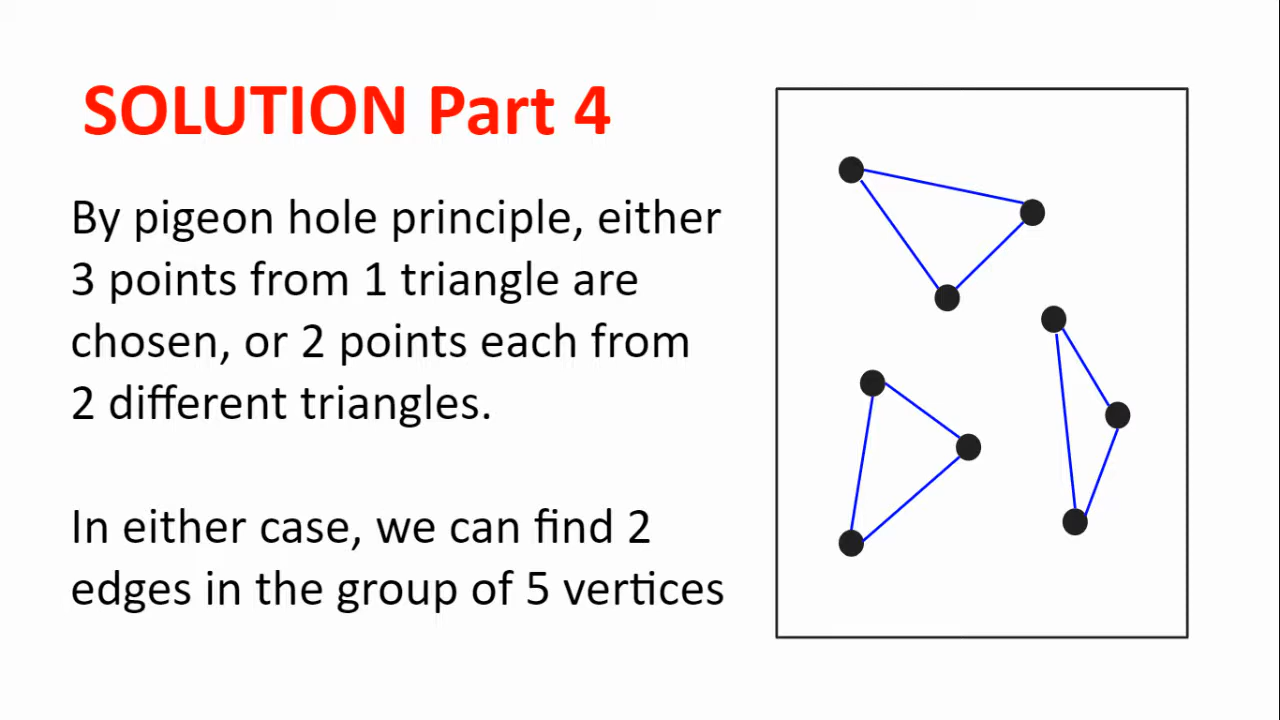 SOLUTION Part 4
By pigeon hole principle, either
3 points from 1 triangle are
chosen, or 2 points each from
2 different triangles.
In either case, we can find 2
edges in the group of 5 vertices